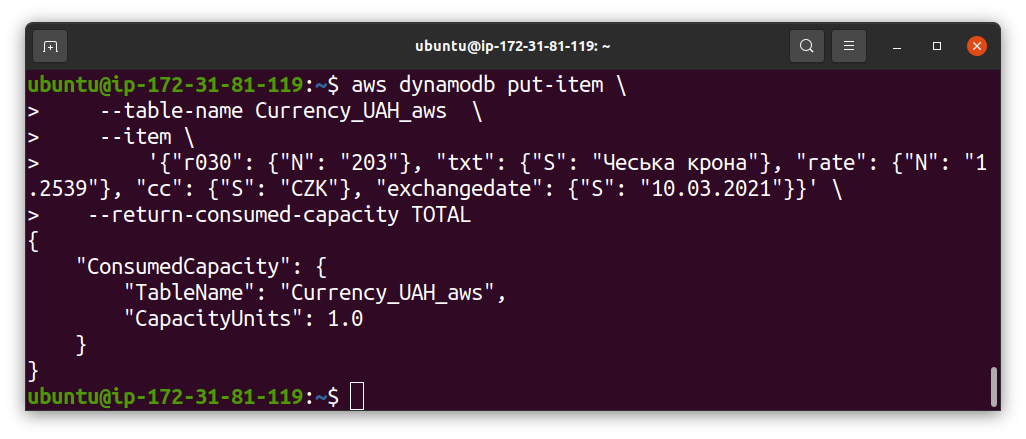 ubuntu@ip-172-31-81-119: ~
ubuntu@ip-172-31-81-119:~$ aws dynamodb put-item \
>     --table-name Currency_UAH_aws  \
>     --item \
>         '{"r030": {"N": "203"}, "txt": {"S": "Чеська крона"}, "rate": {"N": "1
.2539"}, "cc": {"S": "CZK"}, "exchangedate": {"S": "10.03.2021"}}' \
>    --return-consumed-capacity TOTAL
{
    "ConsumedCapacity": {
        "TableName": "Currency_UAH_aws",
        "CapacityUnits": 1.0
    }
}
ubuntu@ip-172-31-81-119:~$